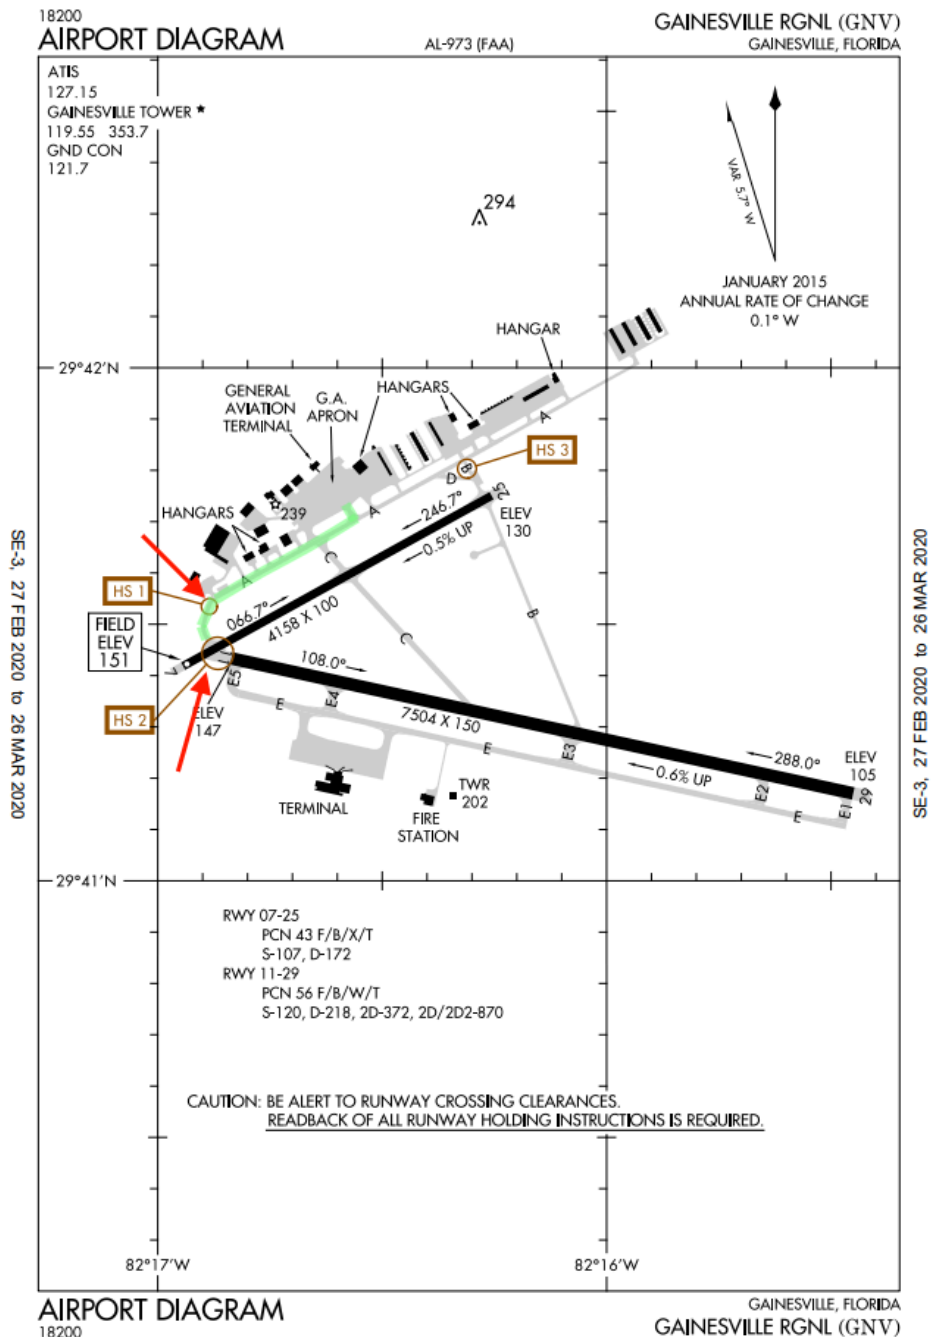 18200
AIRPORT DIAGRAM
AL-973 (FAA)
GAINESVILLE RGNL (GNV)
GAINESVILLE, FLORIDA
ATIS
127.15
GAINESVILLE TOWER ★
119.55 353.7
GND CON
121.7
294
VAR 5.7° W
JANUARY 2015
ANNUAL RATE OF CHANGE
0.1° W
HANGAR
29°42'N
GENERAL
AVIATION
TERMINAL
G.A.
APRON
HANGARS
A
HS 3
B
D
25
ELEV
130
A
246.7°
0.5% UP
239
HANGARS
C
A
HS 1
066.7°
4158 X 100
FIELD
ELEV
151
7
B
C
108.0°
HS 2
E5
ELEV
147
E
E4
7504 X 150
E
E3
288.0°
0.6% UP
ELEV
105
29
E2
E1
E
TERMINAL
TWR
202
FIRE
STATION
29°41'N
RWY 07-25
PCN 43 F/B/X/T
S-107, D-172
RWY 11-29
PCN 56 F/B/W/T
S-120, D-218, 2D-372, 2D/2D2-870
CAUTION: BE ALERT TO RUNWAY CROSSING CLEARANCES.
READBACK OF ALL RUNWAY HOLDING INSTRUCTIONS IS REQUIRED.
82°17'W
82°16'W
SE-3, 27 FEB 2020 to 26 MAR 2020
SE-3, 27 FEB 2020 to 26 MAR 2020
AIRPORT DIAGRAM
18200
GAINESVILLE, FLORIDA
GAINESVILLE RGNL (GNV)